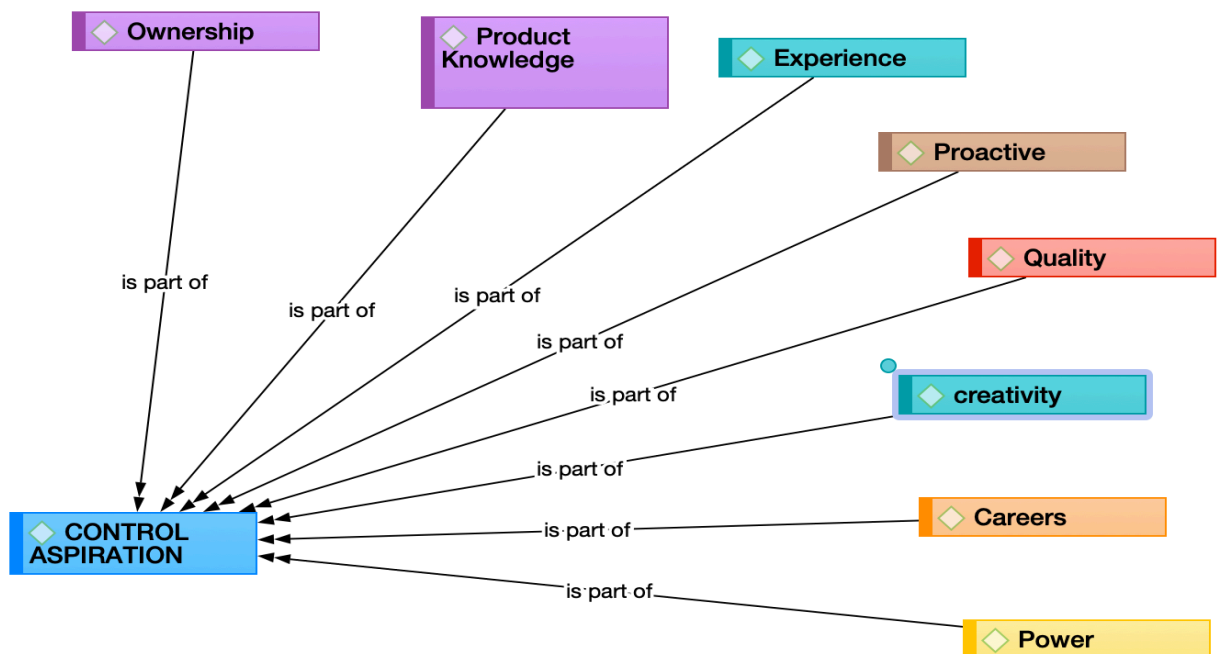 Ownership
Product
Knowledge
Experience
Proactive
Quality
is part of
is part of
is part of
is part of
is part of
creativity
is part of
CONTROL
ASPIRATION
Careers
is part of
is part of
Power